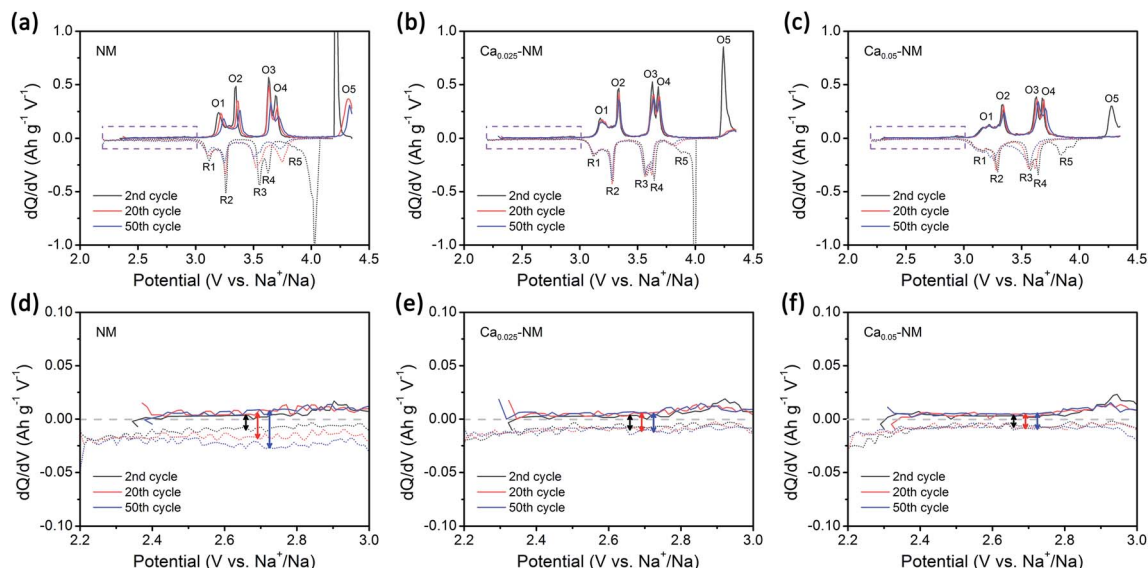 (a)
NM
dQ/dV (Ah g⁻¹ V⁻¹)
1.0
0.5
0.0
-0.5
-1.0
O1
O2
O3
O4
O5
R1
R2
R3
R4
R5
2nd cycle
20th cycle
50th cycle
2.0 2.5 3.0 3.5 4.0 4.5
Potential (V vs. Na⁺/Na)
(b)
Ca₀.₀₂₅-NM
dQ/dV (Ah g⁻¹ V⁻¹)
1.0
0.5
0.0
-0.5
-1.0
O1
O2
O3
O4
O5
R1
R2
R3
R4
R5
2nd cycle
20th cycle
50th cycle
2.0 2.5 3.0 3.5 4.0 4.5
Potential (V vs. Na⁺/Na)
(c)
Ca₀.₀₅-NM
dQ/dV (Ah g⁻¹ V⁻¹)
1.0
0.5
0.0
-0.5
-1.0
O1
O2
O3
O4
O5
R1
R2
R3
R4
R5
2nd cycle
20th cycle
50th cycle
2.0 2.5 3.0 3.5 4.0 4.5
Potential (V vs. Na⁺/Na)
(d)
NM
dQ/dV (Ah g⁻¹ V⁻¹)
0.10
0.05
0.00
-0.05
-0.10
2nd cycle
20th cycle
50th cycle
2.2 2.4 2.6 2.8 3.0
Potential (V vs. Na⁺/Na)
(e)
Ca₀.₀₂₅-NM
dQ/dV (Ah g⁻¹ V⁻¹)
0.10
0.05
0.00
-0.05
-0.10
2nd cycle
20th cycle
50th cycle
2.2 2.4 2.6 2.8 3.0
Potential (V vs. Na⁺/Na)
(f)
Ca₀.₀₅-NM
dQ/dV (Ah g⁻¹ V⁻¹)
0.10
0.05
0.00
-0.05
-0.10
2nd cycle
20th cycle
50th cycle
2.2 2.4 2.6 2.8 3.0
Potential (V vs. Na⁺/Na)